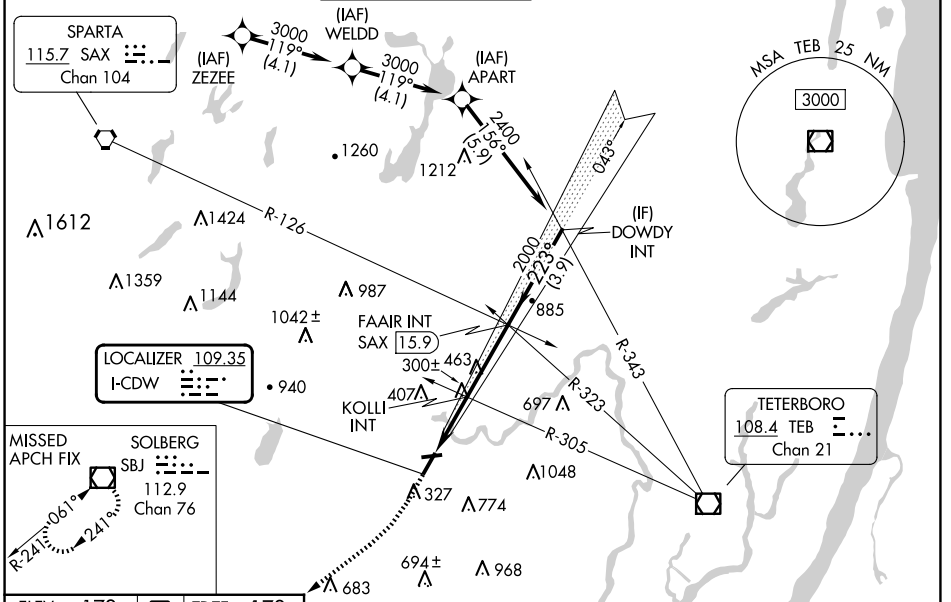 SPARTA
115.7 SAX
Chan 104
(IAF)
ZEZEE
3000
119°
(4.1)
(IAF)
WELDD
3000
119°
(4.1)
(IAF)
APART
2400
156°
(5.9)
MSA TEB 25 NM
3000
1260
1212
043°
(IF)
DOWDY
INT
1612
1424
R-126
2000
223°
(3.9)
1359
1144
987
885
1042±
FAAIR INT
SAX 15.9
R-343
LOCALIZER 109.35
I-CDW
940
300±
463
407
KOLLI
INT
697
R-323
R-305
TETERBORO
108.4 TEB
Chan 21
MISSED
APCH FIX
SOLBERG
SBJ
112.9
Chan 76
061°
241°
R-241
327
774
1048
683
694±
968